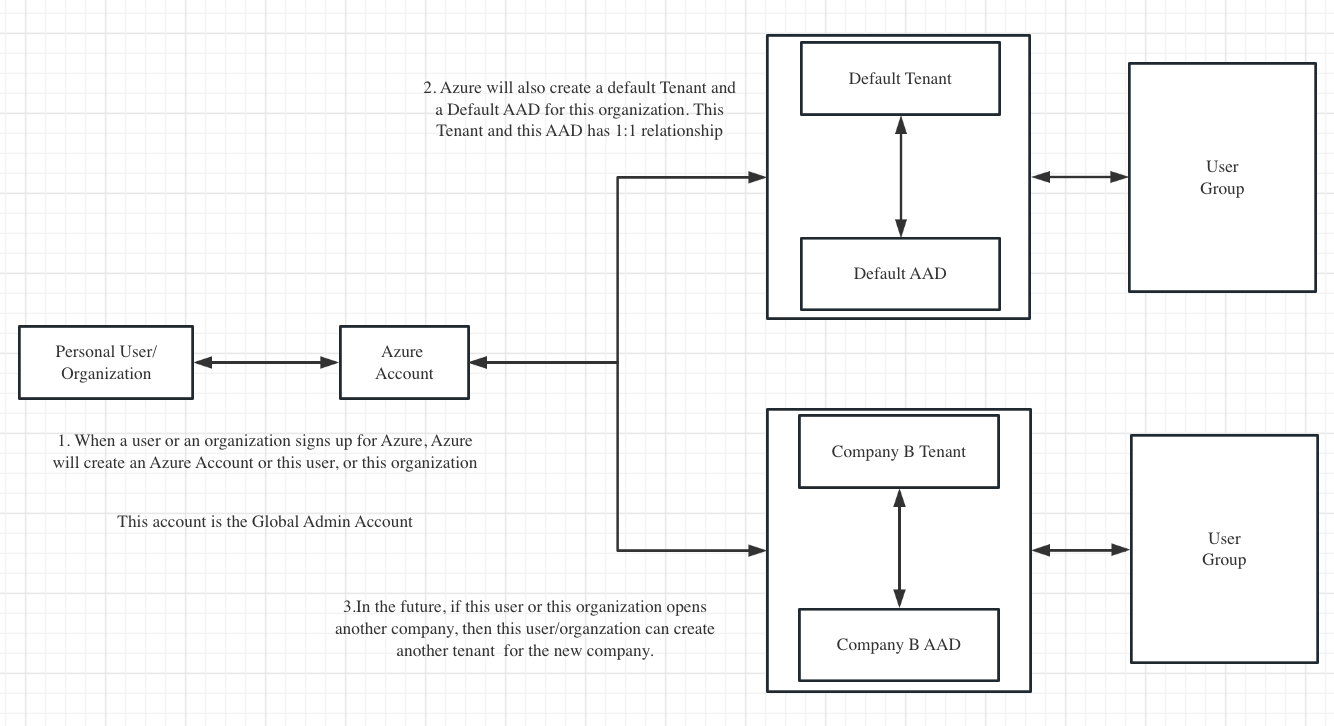 2. Azure will also create a default Tenant and
a Default AAD for this organization. This
Tenant and this AAD has 1:1 relationship
Default Tenant
Default AAD
User
Group
Personal User/
Organization
Azure
Account
1. When a user or an organization signs up for Azure, Azure
will create an Azure Account or this user, or this organization
This account is the Global Admin Account
3.In the future, if this user or this organization opens
another company, then this user/organzation can create
another tenant  for the new company.
Company B Tenant
Company B AAD
User
Group